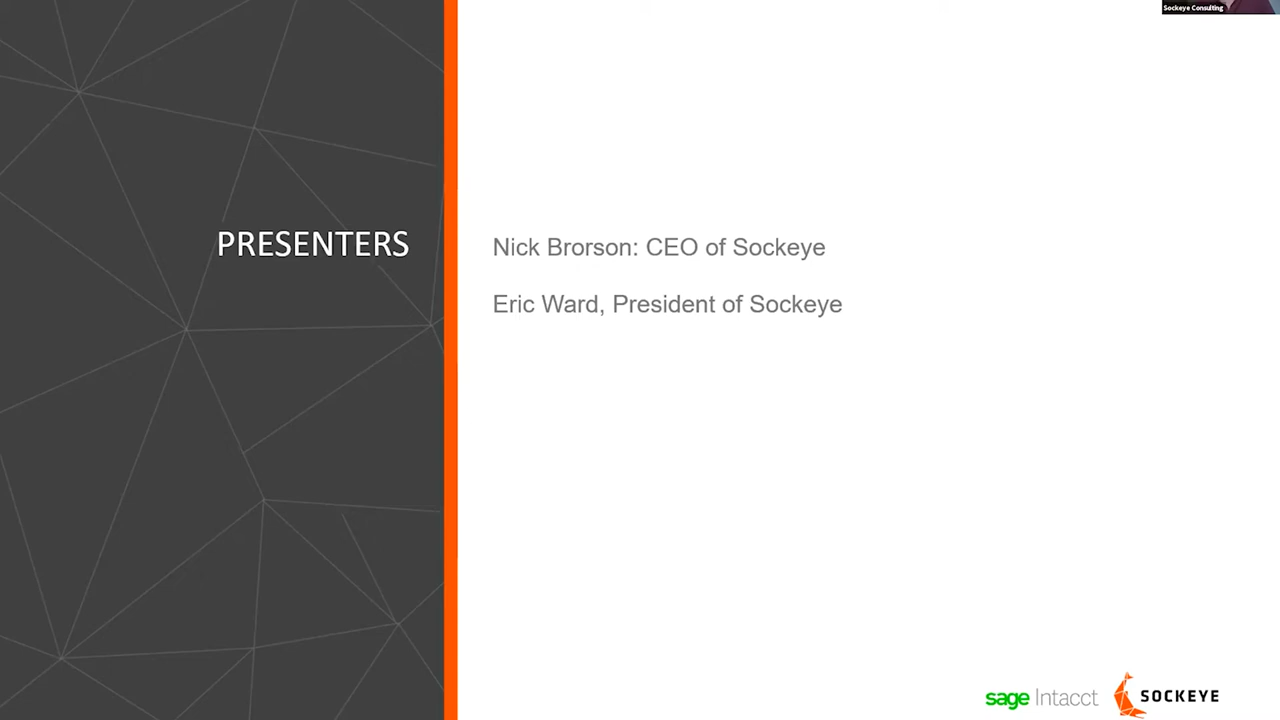 Sockeye Consulting
PRESENTERS
Nick Brorson: CEO of Sockeye
Eric Ward, President of Sockeye
sage Intacct
SOCKEYE